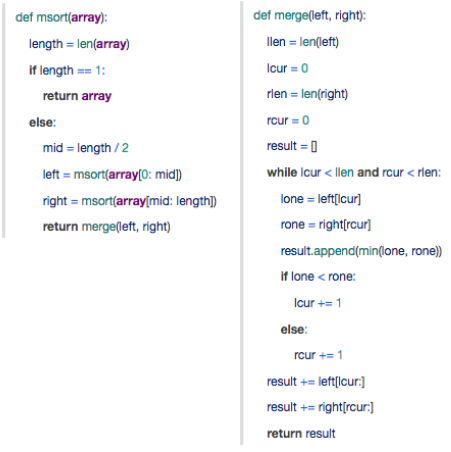 def msort(array):
length = len(array)
if length == 1:
return array
else:
mid = length / 2
left = msort(array[0: mid])
right = msort(array[mid: length])
return merge(left, right)
def merge(left, right):
llen = len(left)
lcur = 0
rlen = len(right)
rcur = 0
result = []
while lcur < llen and rcur < rlen:
lone = left[lcur]
rone = right[rcur]
result.append(min(lone, rone))
if lone < rone:
lcur += 1
else:
rcur += 1
result += left[lcur:]
result += right[rcur:]
return result